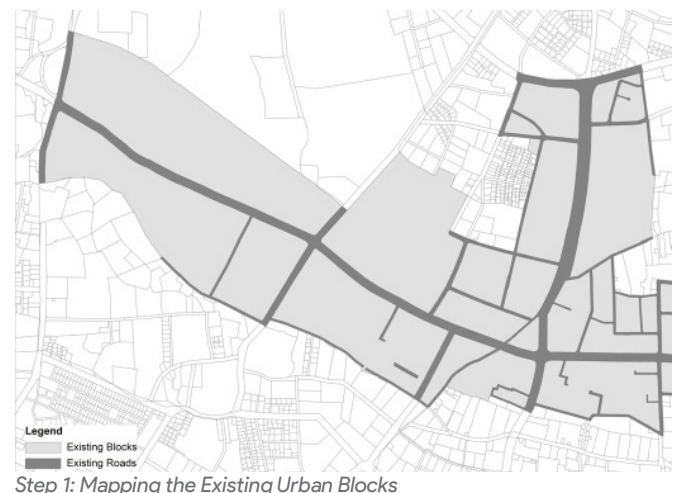 Legend
Existing Blocks
Existing Roads
Step 1: Mapping the Existing Urban Blocks